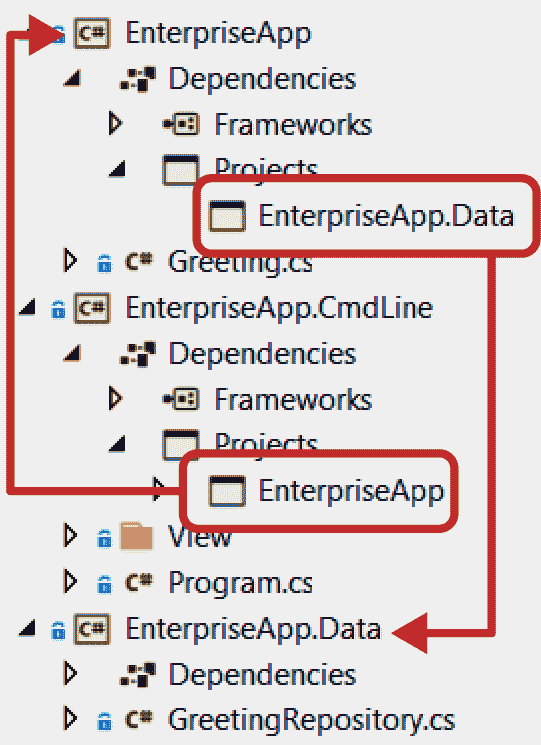 C# EnterpriseApp
Dependencies
Frameworks
Projects
EnterpriseApp.Data
C# Greeting.cs
C# EnterpriseApp.CmdLine
Dependencies
Frameworks
Projects
EnterpriseApp
View
C# Program.cs
C# EnterpriseApp.Data
Dependencies
C# GreetingRepository.cs